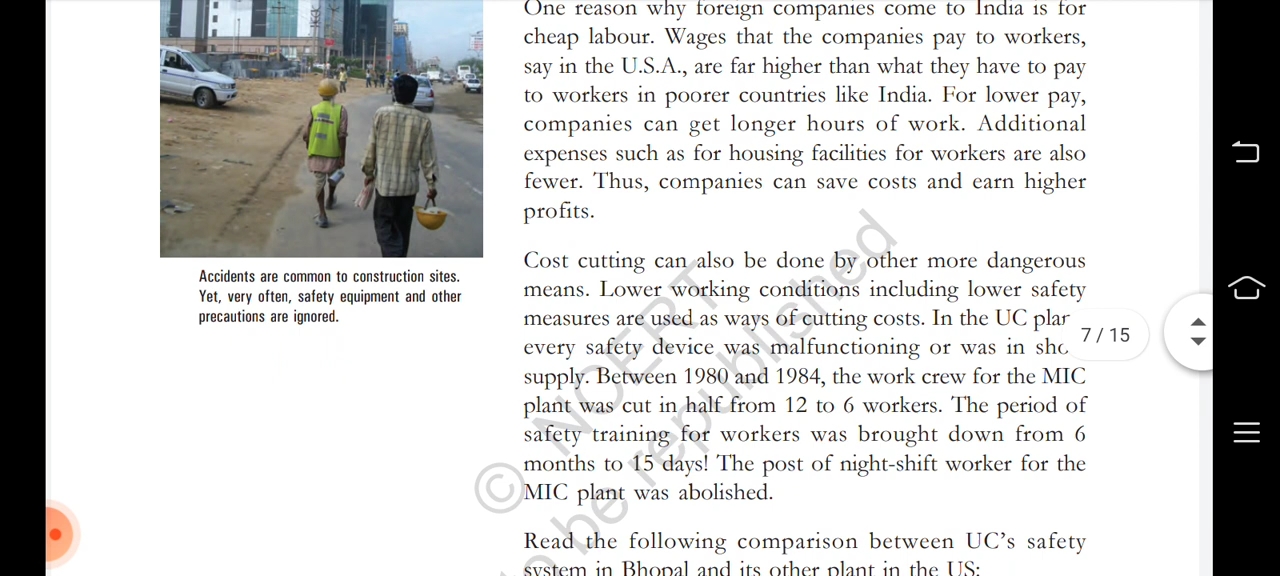 One reason why foreign companies come to India is for
cheap labour. Wages that the companies pay to workers,
say in the U.S.A., are far higher than what they have to pay
to workers in poorer countries like India. For lower pay,
companies can get longer hours of work. Additional
expenses such as for housing facilities for workers are also
fewer. Thus, companies can save costs and earn higher
profits.
Accidents are common to construction sites.
Yet, very often, safety equipment and other
precautions are ignored.
Cost cutting can also be done by other more dangerous
means. Lower working conditions including lower safety
measures are used as ways of cutting costs. In the UC
every safety device was malfunctioning or was in
supply. Between 1980 and 1984, the work crew for the MIC
plant was cut in half from 12 to 6 workers. The period of
safety training for workers was brought down from 6
months to 15 days! The post of night-shift worker for the
MIC plant was abolished.
Read the following comparison between UC's safety
system in Bhopal and its other plant in the US:
7 / 15
© NCERT
be republished